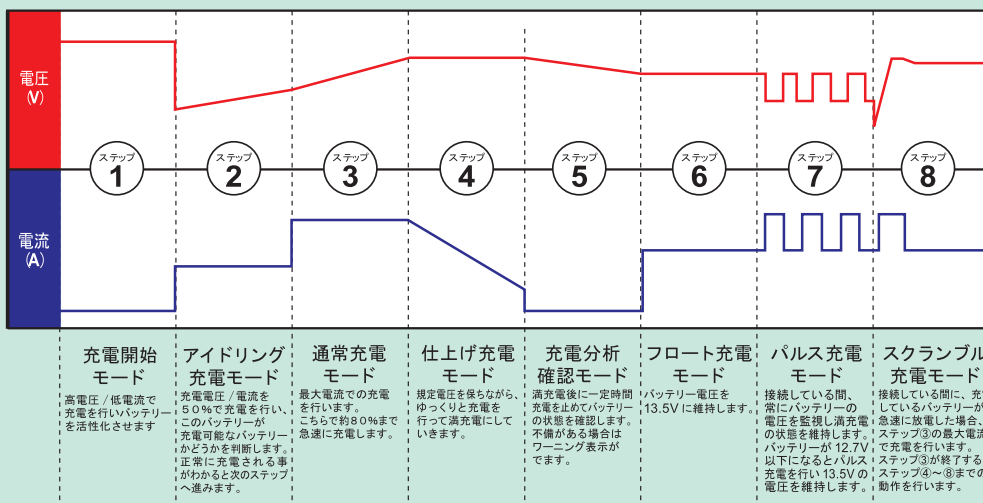 電圧
(V)
ステップ
1
ステップ
2
ステップ
3
ステップ
4
ステップ
5
ステップ
6
ステップ
7
ステップ
8
電流
(A)
充電開始
モード
高電圧/低電流で
充電を行いバッテリー
を活性化させます
アイドリング
充電モード
充電電圧/電流を
50%で充電を行い、
このバッテリーが
充電可能なバッテリー
かどうかを判断します。
正常に充電される事
がわかると次のステップ
へ進みます。
通常充電
モード
最大電流での充電
を行います。
こちらで約80%まで
急速に充電します。
仕上げ充電
モード
規定電圧を保ちながら、
ゆっくりと充電を
行って満充電にして
いきます。
充電分析
確認モード
満充電後に一定時間
充電を止めてバッテリー
の状態を確認します。
不備がある場合は
ワーニング表示が
でます。
フロート充電
モード
バッテリー電圧を
13.5Vに維持します。
パルス充電
モード
接続している間、
常にバッテリーの
電圧を監視し満充電
の状態を維持します。
バッテリーが12.7V
以下になるとパルス
充電を行い13.5Vの
電圧を維持します。
スクランブル
充電モード
接続している間に、充
しているバッテリーが
急速に放電した場合、
ステップ③の最大電流
で充電を行います。
ステップ③が終了する
ステップ④〜⑧までの
動作を行います。